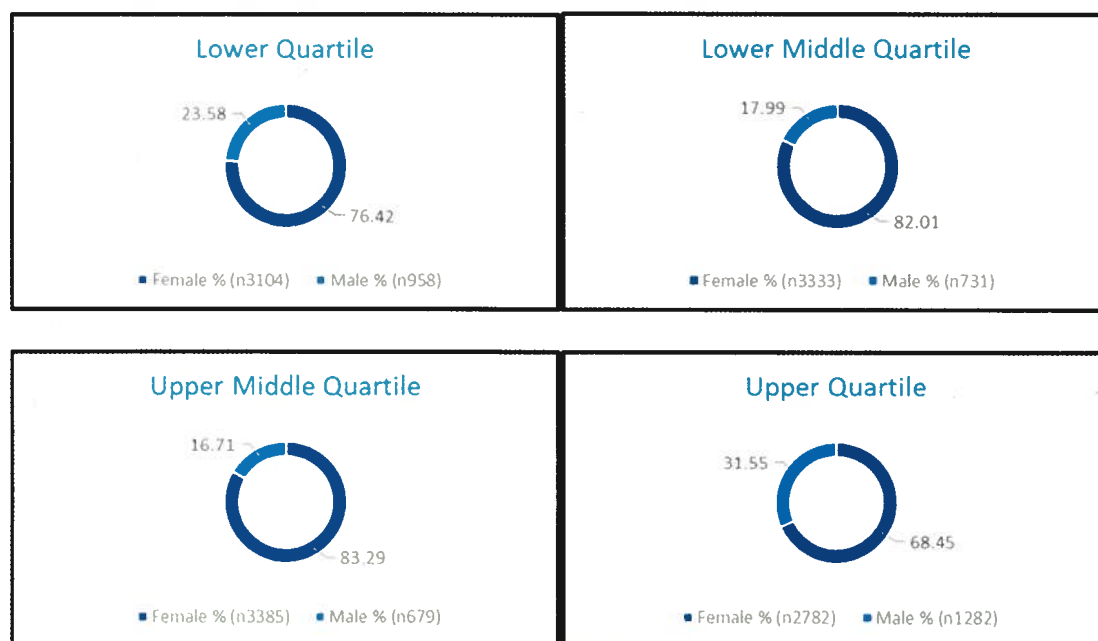 Lower Quartile
23.58
76.42
Female % (n3104) Male % (n958)
Lower Middle Quartile
17.99
82.01
Female % (n3333) Male % (n731)
Upper Middle Quartile
16.71
83.29
Female % (n3385) Male % (n679)
Upper Quartile
31.55
68.45
Female % (n2782) Male % (n1282)